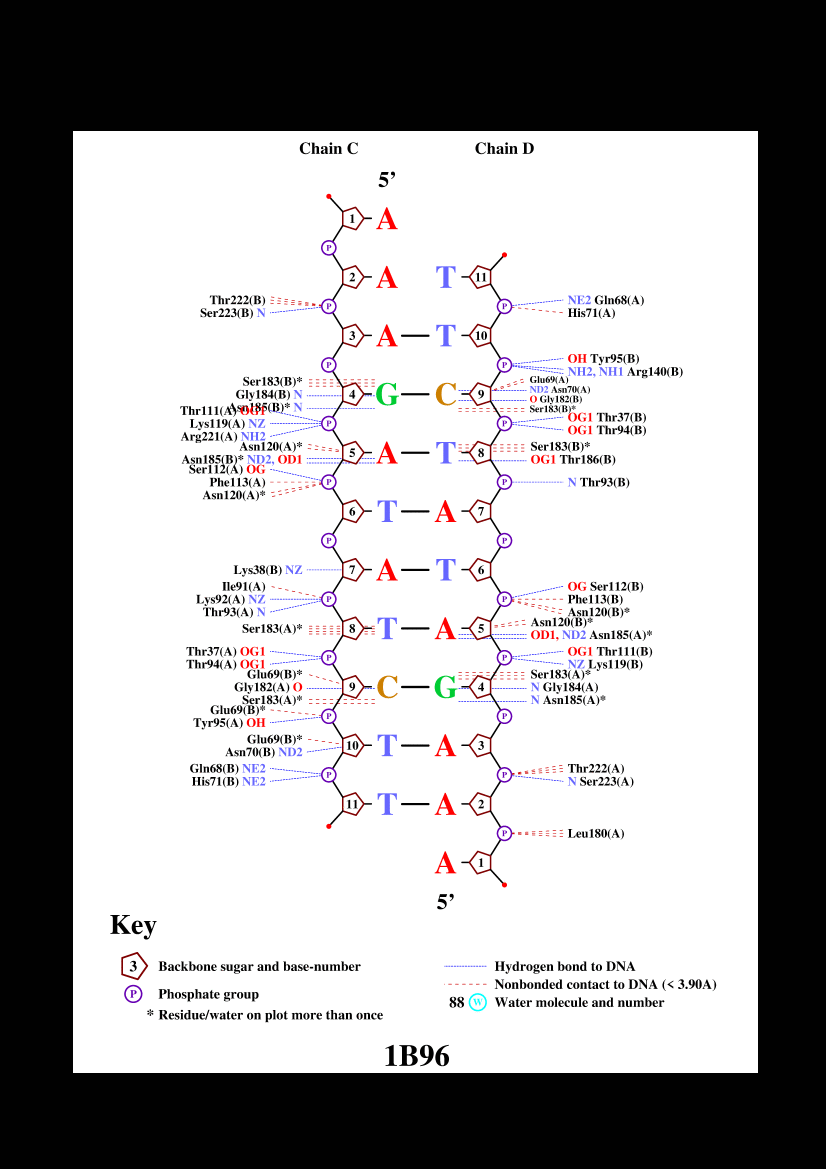 Chain C Chain D
5’
1 A
P
2 A T 11
Thr222(B) P P NE2 Gln68(A)
Ser223(B) N His71(A)
3 A T 10
P P OH Tyr95(B)
NH2, NH1 Arg140(B)
Ser183(B)* Glu69(A)
Gly184(B) N 4 G C 9 ND2 Asn70(A)
Asn185(B)* N O Gly182(B)
Thr111(A) OG1 Ser183(B)*
Lys119(A) NZ P P OG1 Thr37(B)
Arg221(A) NH2 OG1 Thr94(B)
Asn120(A)* 5 A T 8 Ser183(B)*
Asn185(B)* ND2, OD1 OG1 Thr186(B)
Ser112(A) OG
Phe113(A) P P N Thr93(B)
Asn120(A)*
6 T A 7
P P
Lys38(B) NZ 7 A T 6
Ile91(A) OG Ser112(B)
Lys92(A) NZ P P Phe113(B)
Thr93(A) N Asn120(B)*
Asn120(B)*
Ser183(A)* 8 T A 5 OD1, ND2 Asn185(A)*
Thr37(A) OG1 P P OG1 Thr111(B)
Thr94(A) OG1 NZ Lys119(B)
Glu69(B)* Ser183(A)*
Gly182(A) O 9 C G 4 N Gly184(A)
Ser183(A)* N Asn185(A)*
Glu69(B)* P P
Tyr95(A) OH
Glu69(B)* 10 T A 3
Asn70(B) ND2
Gln68(B) NE2 P P Thr222(A)
His71(B) NE2 N Ser223(A)
11 T A 2
P Leu180(A)
A 1
5’
Key
3 Backbone sugar and base-number Hydrogen bond to DNA
Nonbonded contact to DNA (< 3.90A)
P Phosphate group 88 W Water molecule and number
* Residue/water on plot more than once
1B96